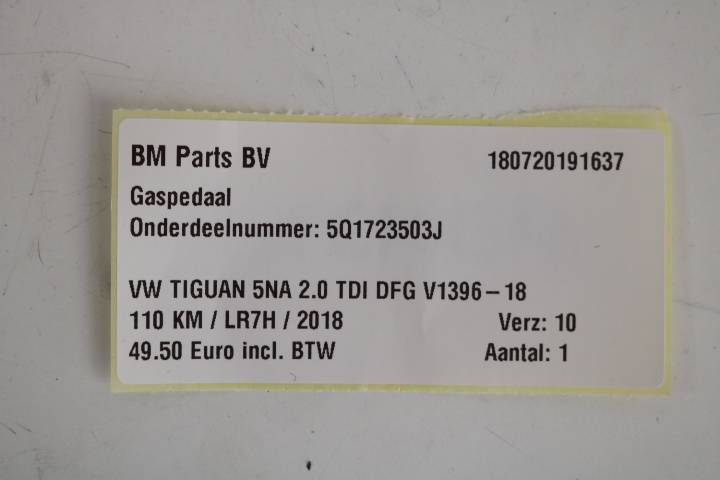 BM Parts BV 180720191637
Gaspedaal
Onderdeelnummer: 5Q1723503J
VW TIGUAN 5NA 2.0 TDI DFG V1396-18
110 KM / LR7H / 2018 Verz: 10
49.50 Euro incl. BTW Aantal: 1